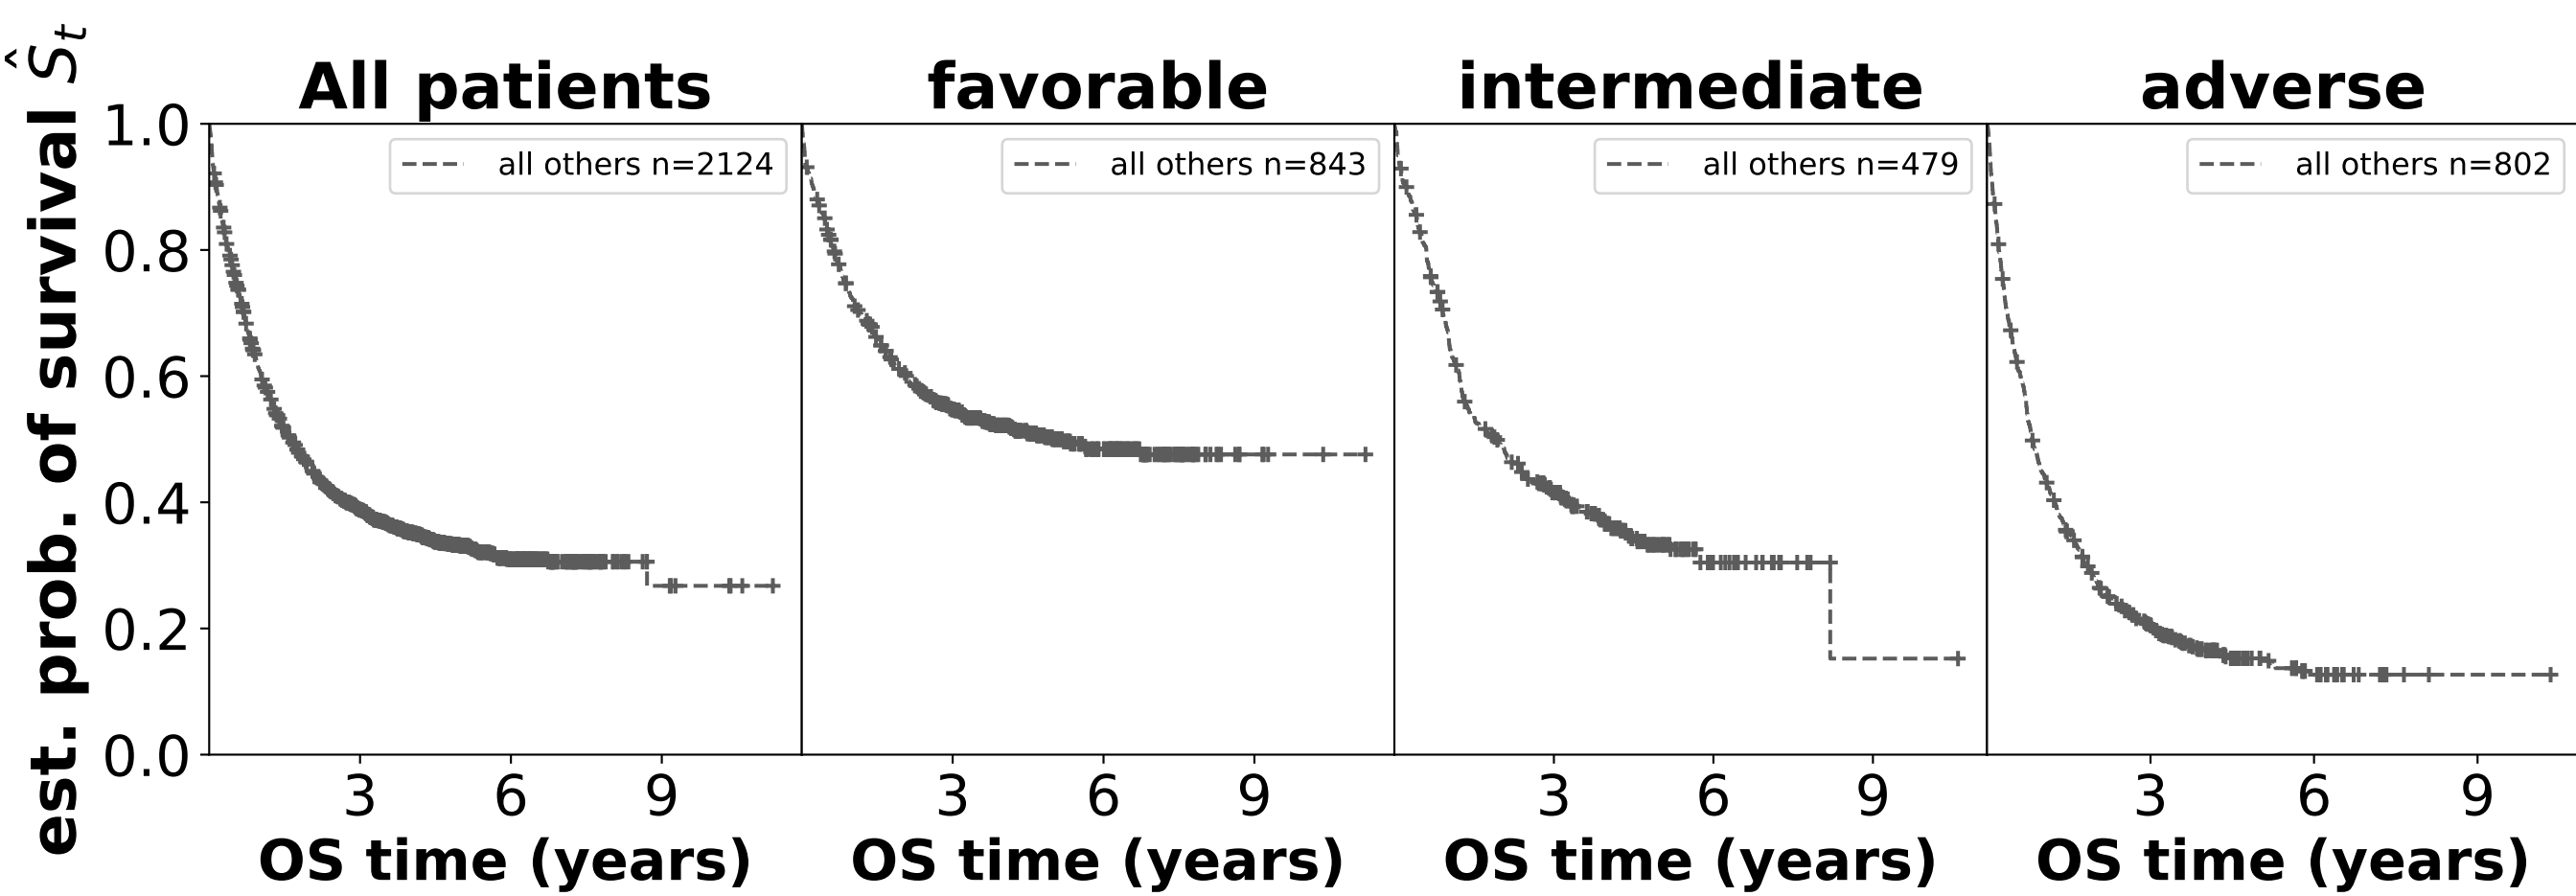 est. prob. of survival Ŝt
All patients
favorable
intermediate
adverse
1.0
0.8
0.6
0.4
0.2
0.0
all others n=2124
all others n=843
all others n=479
all others n=802
3 6 9
3 6 9
3 6 9
3 6 9
OS time (years)
OS time (years)
OS time (years)
OS time (years)